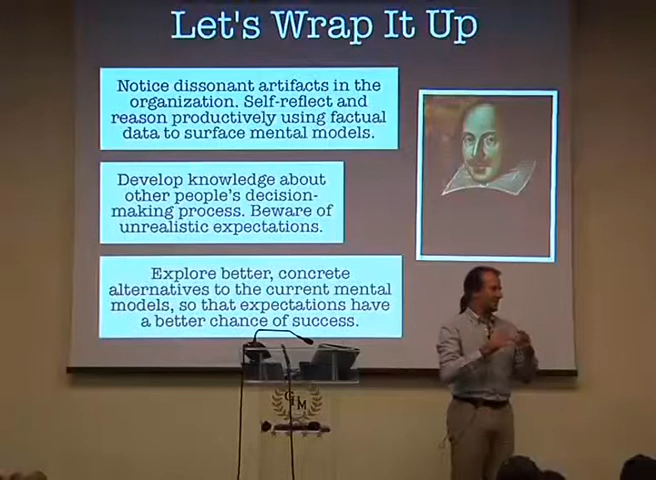 Let's Wrap It Up
Notice dissonant artifacts in the
organization. Self-reflect and
reason productively using factual
data to surface mental models.
Develop knowledge about
other people's decision-
making process. Beware of
unrealistic expectations.
Explore better, concrete
alternatives to the current mental
models, so that expectations have
a better chance of success.